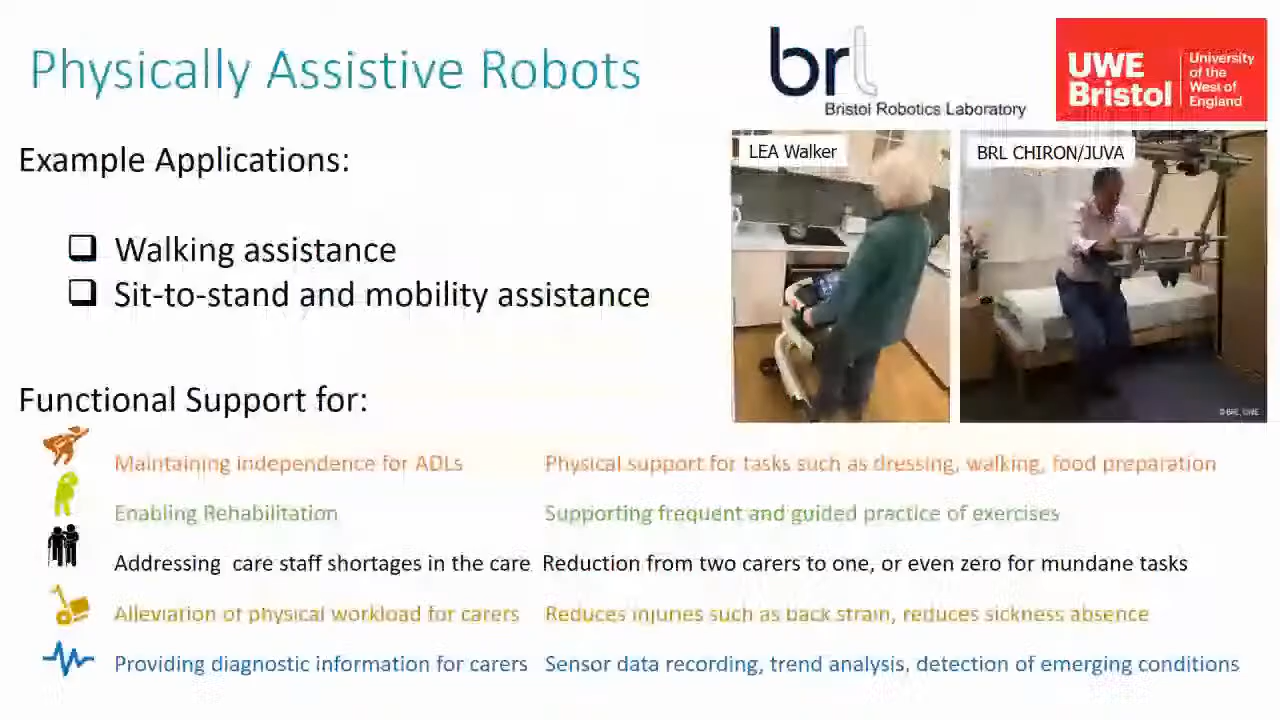 Physically Assistive Robots
brl
Bristol Robotics Laboratory
UWE
Bristol
University
of the
West of
England
LEA Walker
BRL CHIRON/JUVA
Example Applications:
Walking assistance
Sit-to-stand and mobility assistance
© BRL, UWE
Functional Support for:
Maintaining independence for ADLs Physical support for tasks such as dressing, walking, food preparation
Enabling Rehabilitation Supporting frequent and guided practice of exercises
Addressing care staff shortages in the care Reduction from two carers to one, or even zero for mundane tasks
Alleviation of physical workload for carers Reduces injuries such as back strain, reduces sickness absence
Providing diagnostic information for carers Sensor data recording, trend analysis, detection of emerging conditions